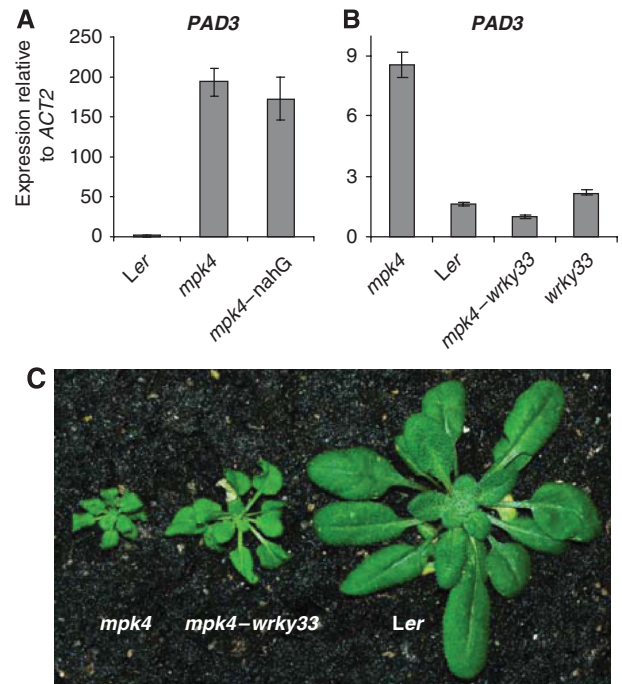 A
PAD3
Expression relative
to ACT2
250
200
150
100
50
0
Ler
mpk4
mpk4–nahG
B
PAD3
9
6
3
0
mpk4
Ler
mpk4–wrky33
wrky33
C
mpk4
mpk4–wrky33
Ler